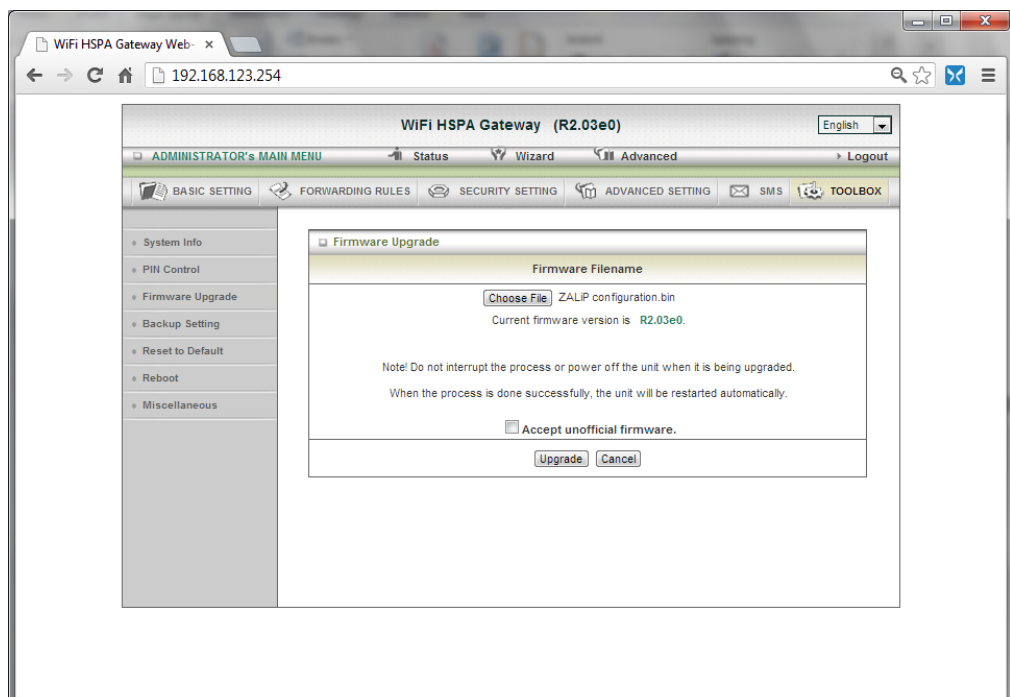 WiFi HSPA Gateway Web-
192.168.123.254
WiFi HSPA Gateway (R2.03e0)
English
ADMINISTRATOR's MAIN MENU Status Wizard Advanced Logout
BASIC SETTING FORWARDING RULES SECURITY SETTING ADVANCED SETTING SMS TOOLBOX
System Info
PIN Control
Firmware Upgrade
Backup Setting
Reset to Default
Reboot
Miscellaneous
Firmware Upgrade
Firmware Filename
Choose File ZALiP configuration.bin
Current firmware version is R2.03e0.
Note! Do not interrupt the process or power off the unit when it is being upgraded.
When the process is done successfully, the unit will be restarted automatically.
Accept unofficial firmware.
Upgrade Cancel